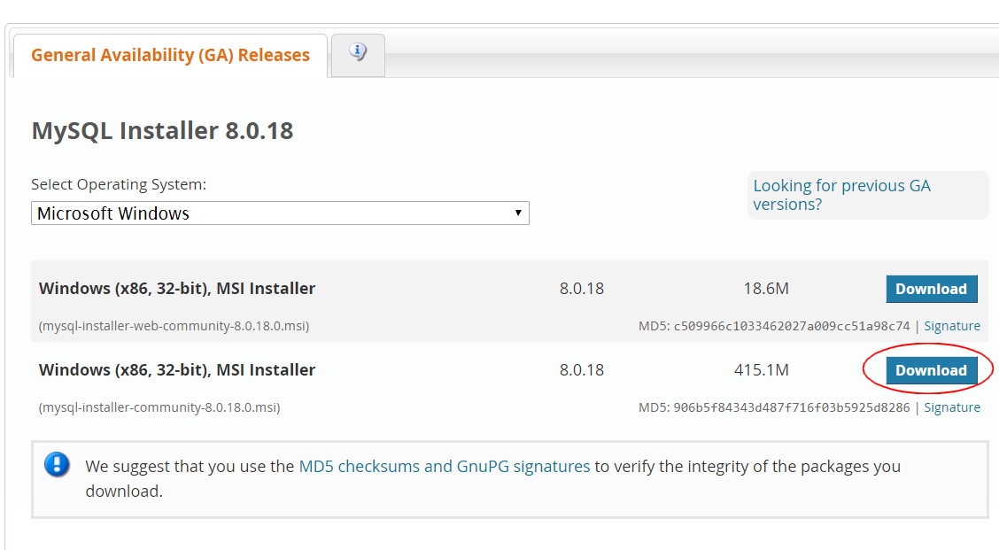 General Availability (GA) Releases
MySQL Installer 8.0.18
Select Operating System:
Looking for previous GA
versions?
Microsoft Windows
Windows (x86, 32-bit), MSI Installer 8.0.18 18.6M Download
(mysql-installer-web-community-8.0.18.0.msi) MD5: c509966c1033462027a009cc51a98c74 | Signature
Windows (x86, 32-bit), MSI Installer 8.0.18 415.1M Download
(mysql-installer-community-8.0.18.0.msi) MD5: 906b5f84343d487f716f03b5925d8286 | Signature
We suggest that you use the MD5 checksums and GnuPG signatures to verify the integrity of the packages you
download.